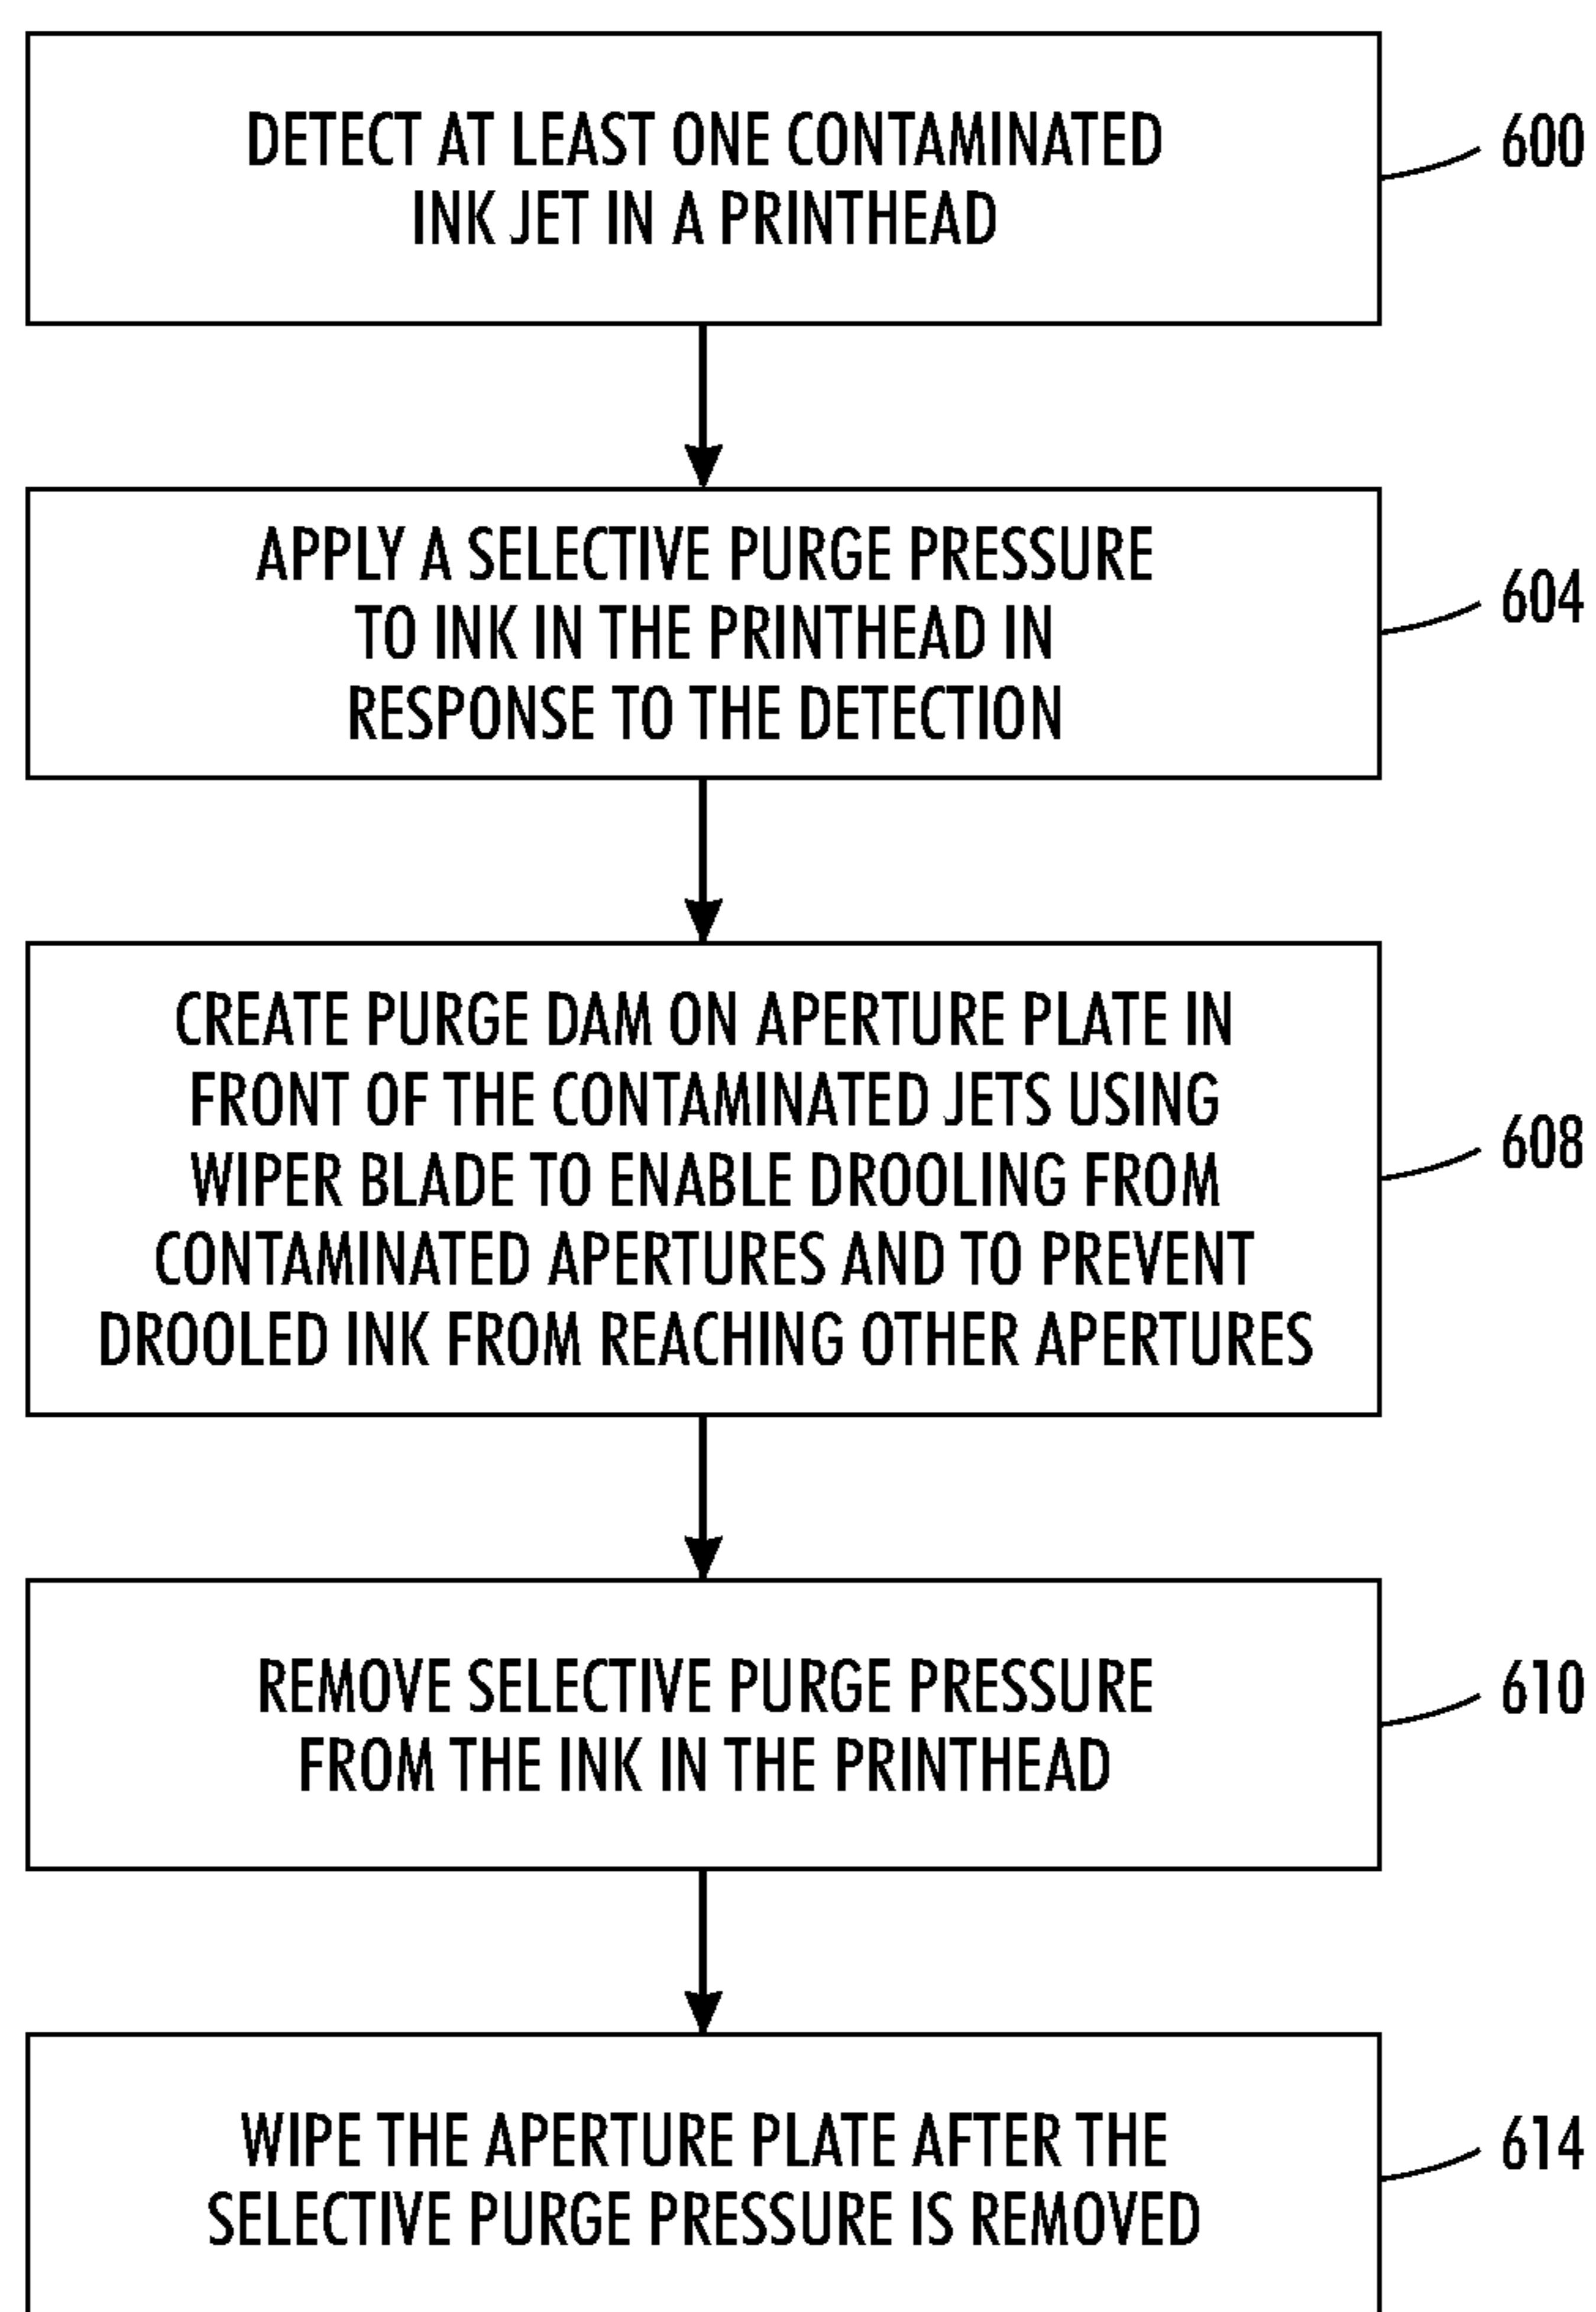 DETECT AT LEAST ONE CONTAMINATED
INK JET IN A PRINTHEAD
600
APPLY A SELECTIVE PURGE PRESSURE
TO INK IN THE PRINTHEAD IN
RESPONSE TO THE DETECTION
604
CREATE PURGE DAM ON APERTURE PLATE IN
FRONT OF THE CONTAMINATED JETS USING
WIPER BLADE TO ENABLE DROOLING FROM
CONTAMINATED APERTURES AND TO PREVENT
DROOLED INK FROM REACHING OTHER APERTURES
608
REMOVE SELECTIVE PURGE PRESSURE
FROM THE INK IN THE PRINTHEAD
610
WIPE THE APERTURE PLATE AFTER THE
SELECTIVE PURGE PRESSURE IS REMOVED
614